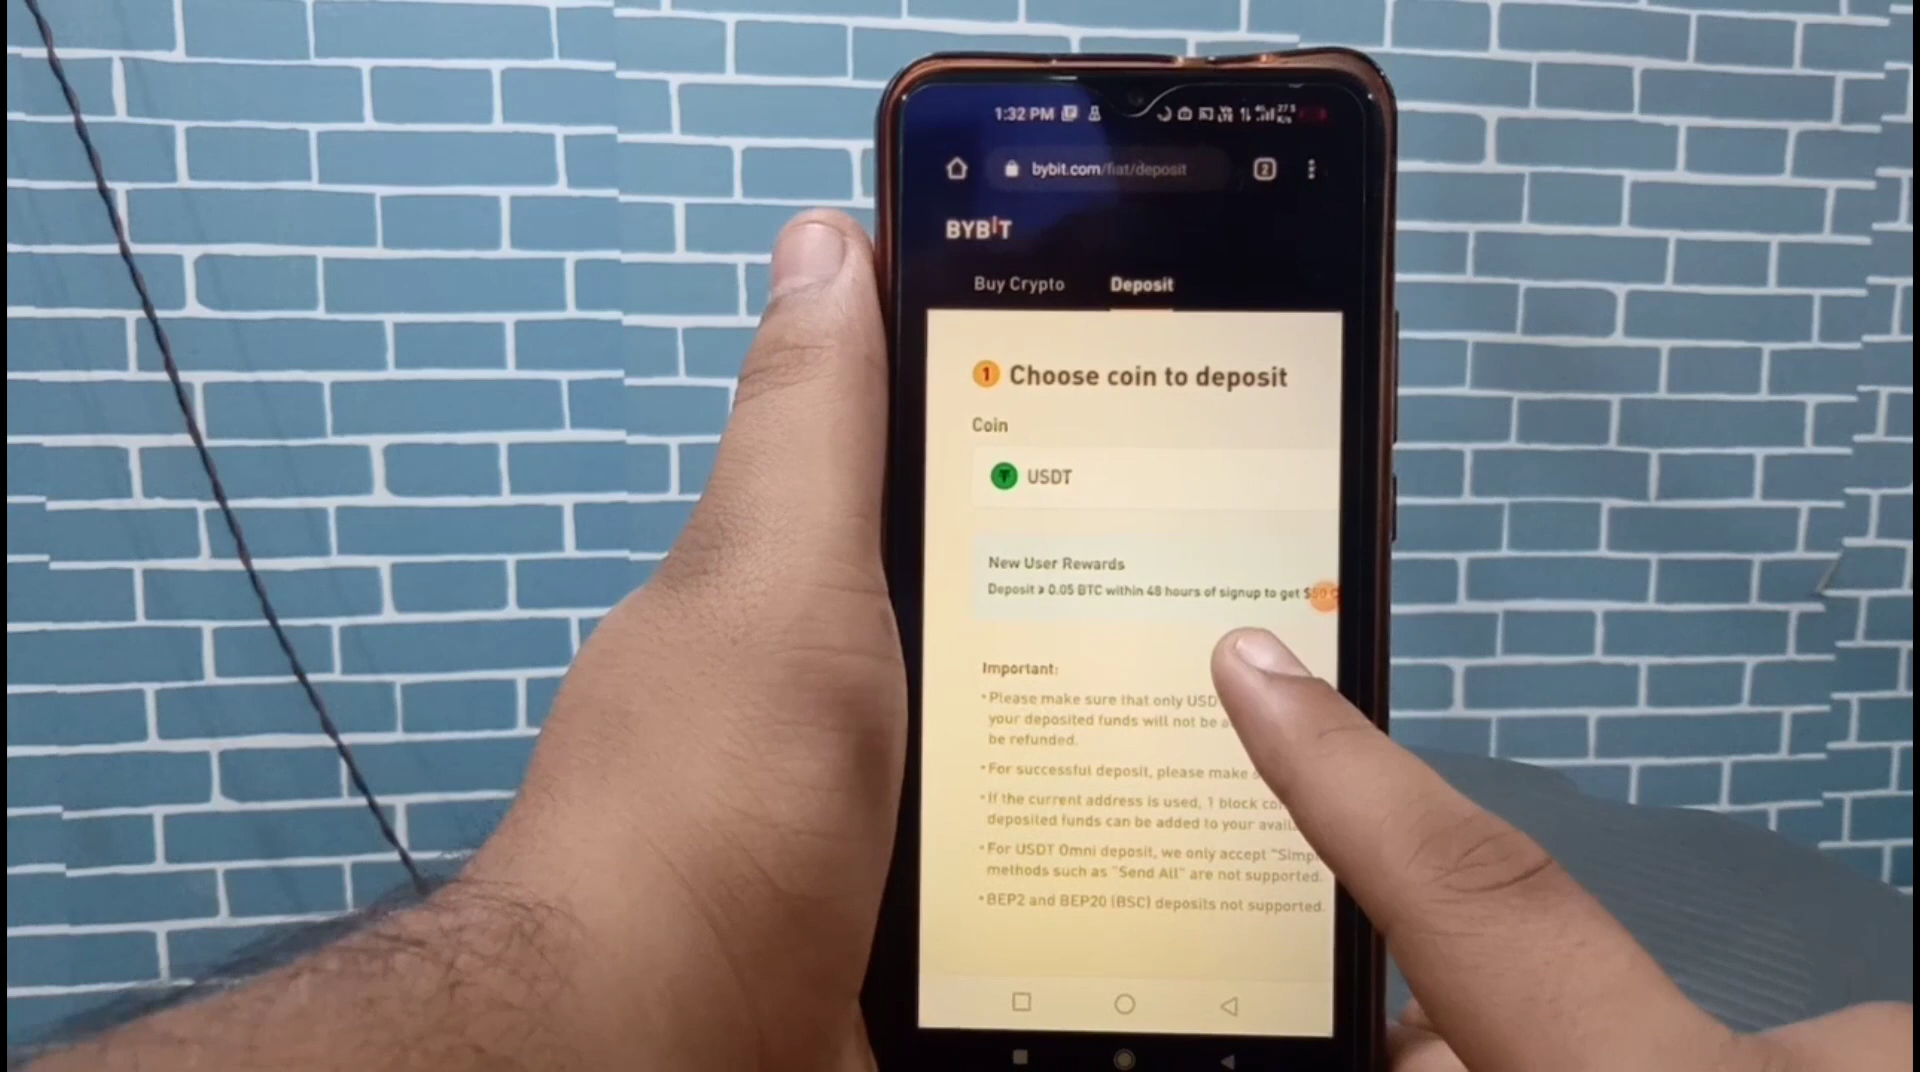 1:32 PM
bybit.com/fiat/deposit
2
BYBIT
Buy Crypto Deposit
1 Choose coin to deposit
Coin
USDT
New User Rewards
Deposit ≥ 0.05 BTC within 48 hours of signup to get $50
Important:
•Please make sure that only USD
your deposited funds will not be
be refunded.
•For successful deposit, please make
•If the current address is used, 1 block
deposited funds can be added to your
•For USDT Omni deposit, we only accept "Simpl
methods such as "Send All" are not supported.
•BEP2 and BEP20 (BSC) deposits not supported.